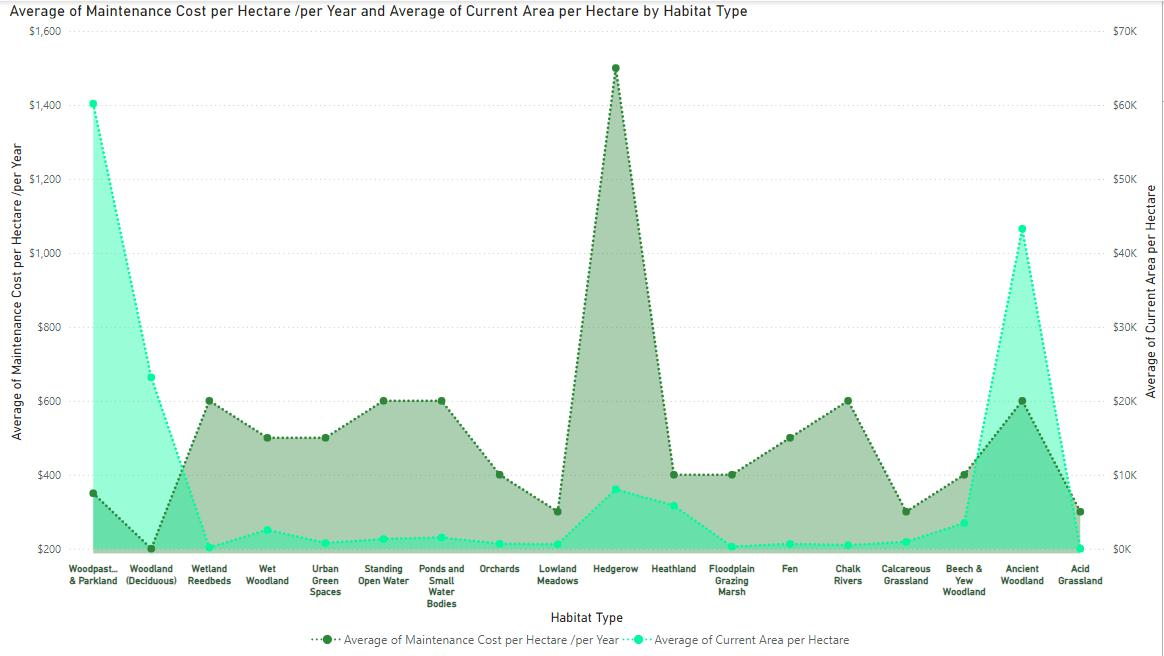 Average of Maintenance Cost per Hectare /per Year and Average of Current Area per Hectare by Habitat Type
$1,600
$1,400
$1,200
$1,000
$800
$600
$400
$200
Average of Maintenance Cost per Hectare /per Year
$70K
$60K
$50K
$40K
$30K
$20K
$10K
$0K
Average of Current Area per Hectare
Woodpast...
& Parkland
Woodland
(Deciduous)
Wetland
Reedbeds
Wet
Woodland
Urban
Green
Spaces
Standing
Open Water
Ponds and
Small
Water
Bodies
Orchards
Lowland
Meadows
Hedgerow
Heathland
Floodplain
Grazing
Marsh
Fen
Chalk
Rivers
Calcareous
Grassland
Beech &
Yew
Woodland
Ancient
Woodland
Acid
Grassland
Habitat Type
Average of Maintenance Cost per Hectare /per Year
Average of Current Area per Hectare